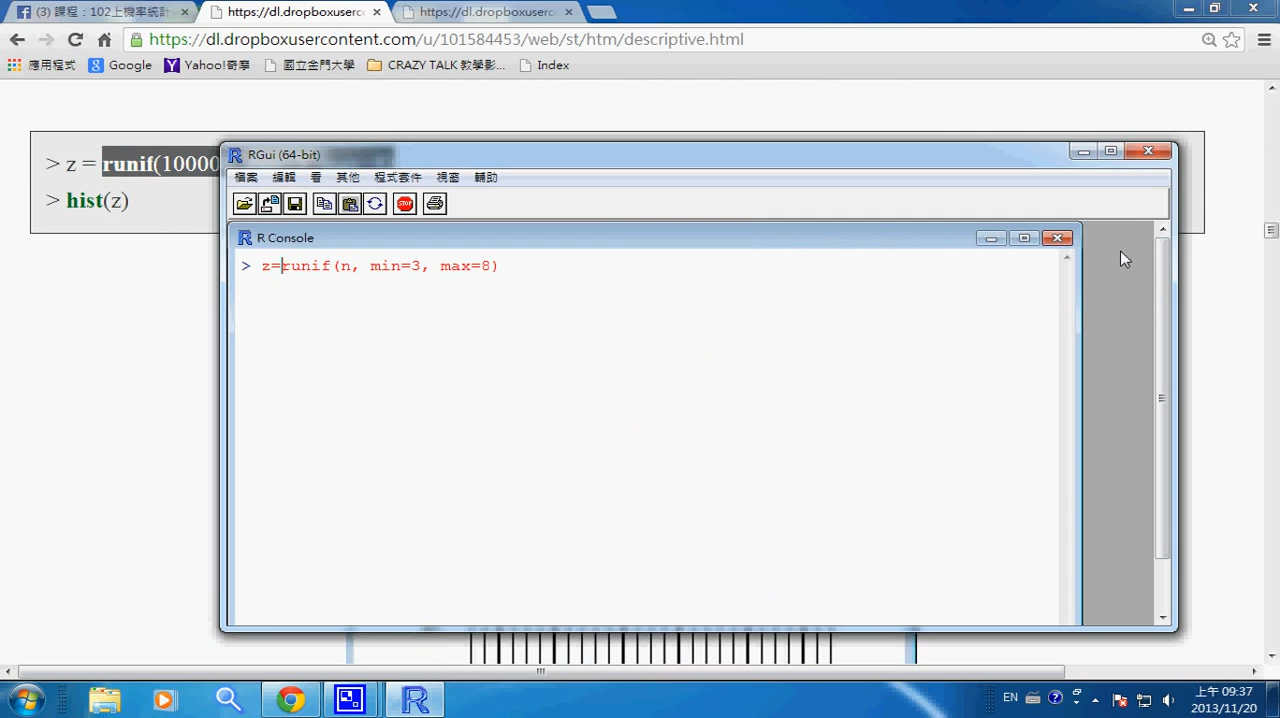 (3) 課程：102上機率統計
https://dl.dropboxuserco
https://dl.dropboxuserco
https://dl.dropboxusercontent.com/u/101584453/web/st/htm/descriptive.html
應用程式 Google Yahoo!奇摩 國立金門大學 CRAZY TALK 教學影... Index
> z = runif(10000
> hist(z)
RGui (64-bit)
檔案 編輯 看 其他 程式套件 視窗 輔助
STOP
R Console
> z=runif(n, min=3, max=8)
EN
上午 09:37
2013/11/20